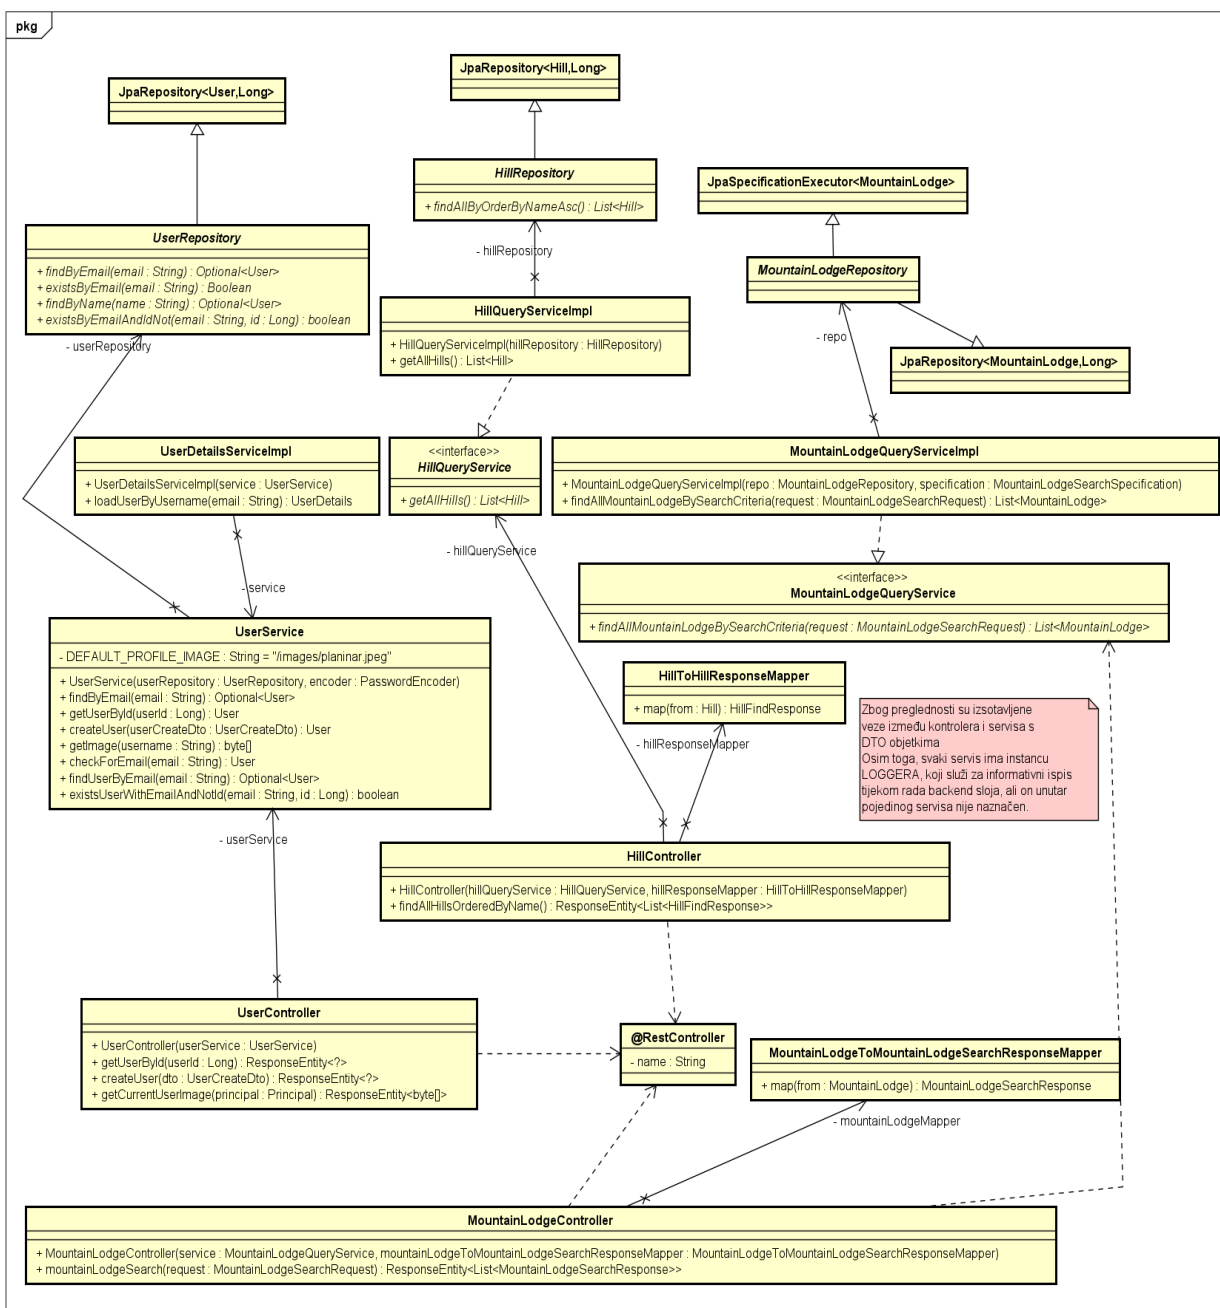 pkg
JpaRepository<User,Long>
JpaRepository<Hill,Long>
HillRepository
+ findAllByOrderByNameAsc() : List<Hill>
JpaSpecificationExecutor<MountainLodge>
UserRepository
+ findByEmail(email : String) : Optional<User>
+ existsByEmail(email : String) : Boolean
+ findByName(name : String) : Optional<User>
+ existsByEmailAndIdNot(email : String, id : Long) : boolean
- hillRepository
MountainLodgeRepository
HillQueryServiceImpl
+ HillQueryServiceImpl(hillRepository : HillRepository)
+ getAllHills() : List<Hill>
- userRepository
- repo
JpaRepository<MountainLodge,Long>
UserDetailsServiceImpl
+ UserDetailsServiceImpl(service : UserService)
+ loadUserByUsername(email : String) : UserDetails
<<interface>>
HillQueryService
+ getAllHills() : List<Hill>
MountainLodgeQueryServiceImpl
+ MountainLodgeQueryServiceImpl(repo : MountainLodgeRepository, specification : MountainLodgeSearchSpecification)
+ findAllMountainLodgeBySearchCriteria(request : MountainLodgeSearchRequest) : List<MountainLodge>
- hillQueryService
- service
<<interface>>
MountainLodgeQueryService
+ findAllMountainLodgeBySearchCriteria(request : MountainLodgeSearchRequest) : List<MountainLodge>
UserService
- DEFAULT_PROFILE_IMAGE : String = "/images/planinar.jpeg"
+ UserService(userRepository : UserRepository, encoder : PasswordEncoder)
+ findByEmail(email : String) : Optional<User>
+ getUserById(userId : Long) : User
+ createUser(userCreateDto : UserCreateDto) : User
+ getImage(username : String) : byte[]
+ checkForEmail(email : String) : User
+ findUserByEmail(email : String) : Optional<User>
+ existsUserWithEmailAndNotId(email : String, id : Long) : boolean
HillToHillResponseMapper
+ map(from : Hill) : HillFindResponse
Zbog preglednosti su izsotavljene
veze između kontrolera i servisa s
DTO objetkima
Osim toga, svaki servis ima instancu
LOGGERA, koji služi za informativni ispis
tijekom rada backend sloja, ali on unutar
pojedinog servisa nije naznačen.
- hillResponseMapper
- userService
HillController
+ HillController(hillQueryService : HillQueryService, hillResponseMapper : HillToHillResponseMapper)
+ findAllHillsOrderedByName() : ResponseEntity<List<HillFindResponse>>
UserController
+ UserController(userService : UserService)
+ getUserById(userId : Long) : ResponseEntity<?>
+ createUser(dto : UserCreateDto) : ResponseEntity<?>
+ getCurrentUserImage(principal : Principal) : ResponseEntity<byte[]>
@RestController
- name : String
MountainLodgeToMountainLodgeSearchResponseMapper
+ map(from : MountainLodge) : MountainLodgeSearchResponse
- mountainLodgeMapper
MountainLodgeController
+ MountainLodgeController(service : MountainLodgeQueryService, mountainLodgeToMountainLodgeSearchResponseMapper : MountainLodgeToMountainLodgeSearchResponseMapper)
+ mountainLodgeSearch(request : MountainLodgeSearchRequest) : ResponseEntity<List<MountainLodgeSearchResponse>>